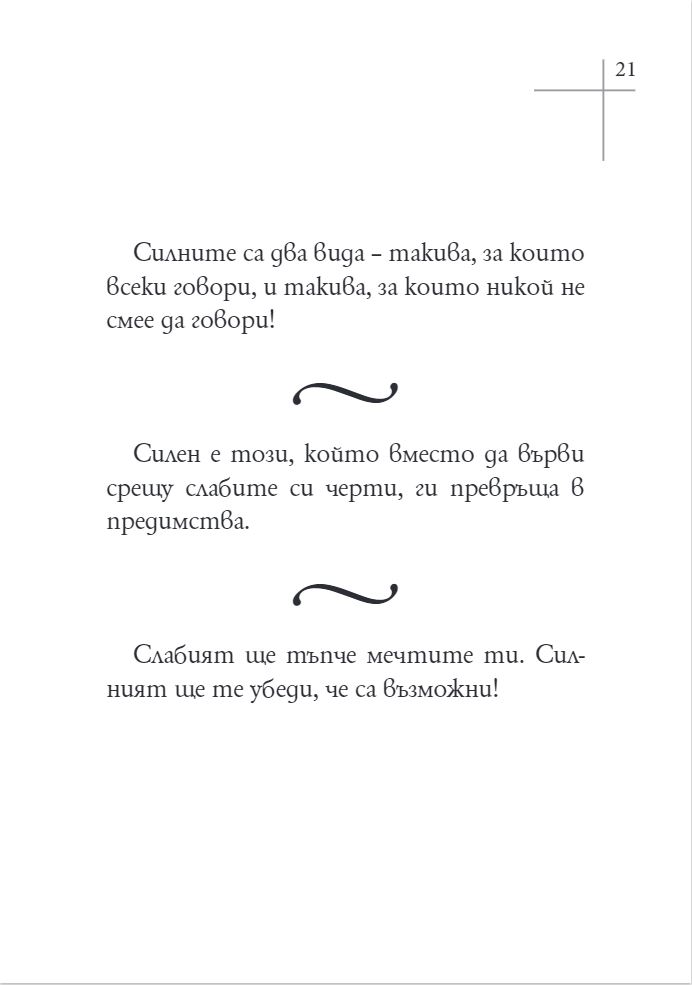 21
Силните са два вида – такива, за които
всеки говори, и такива, за които никой не
смее да говори!
Силен е този, който вместо да върви
срещу слабите си черти, ги превръща в
предимства.
Слабият ще тъпче мечтите ти. Сил-
ният ще те убеди, че са възможни!